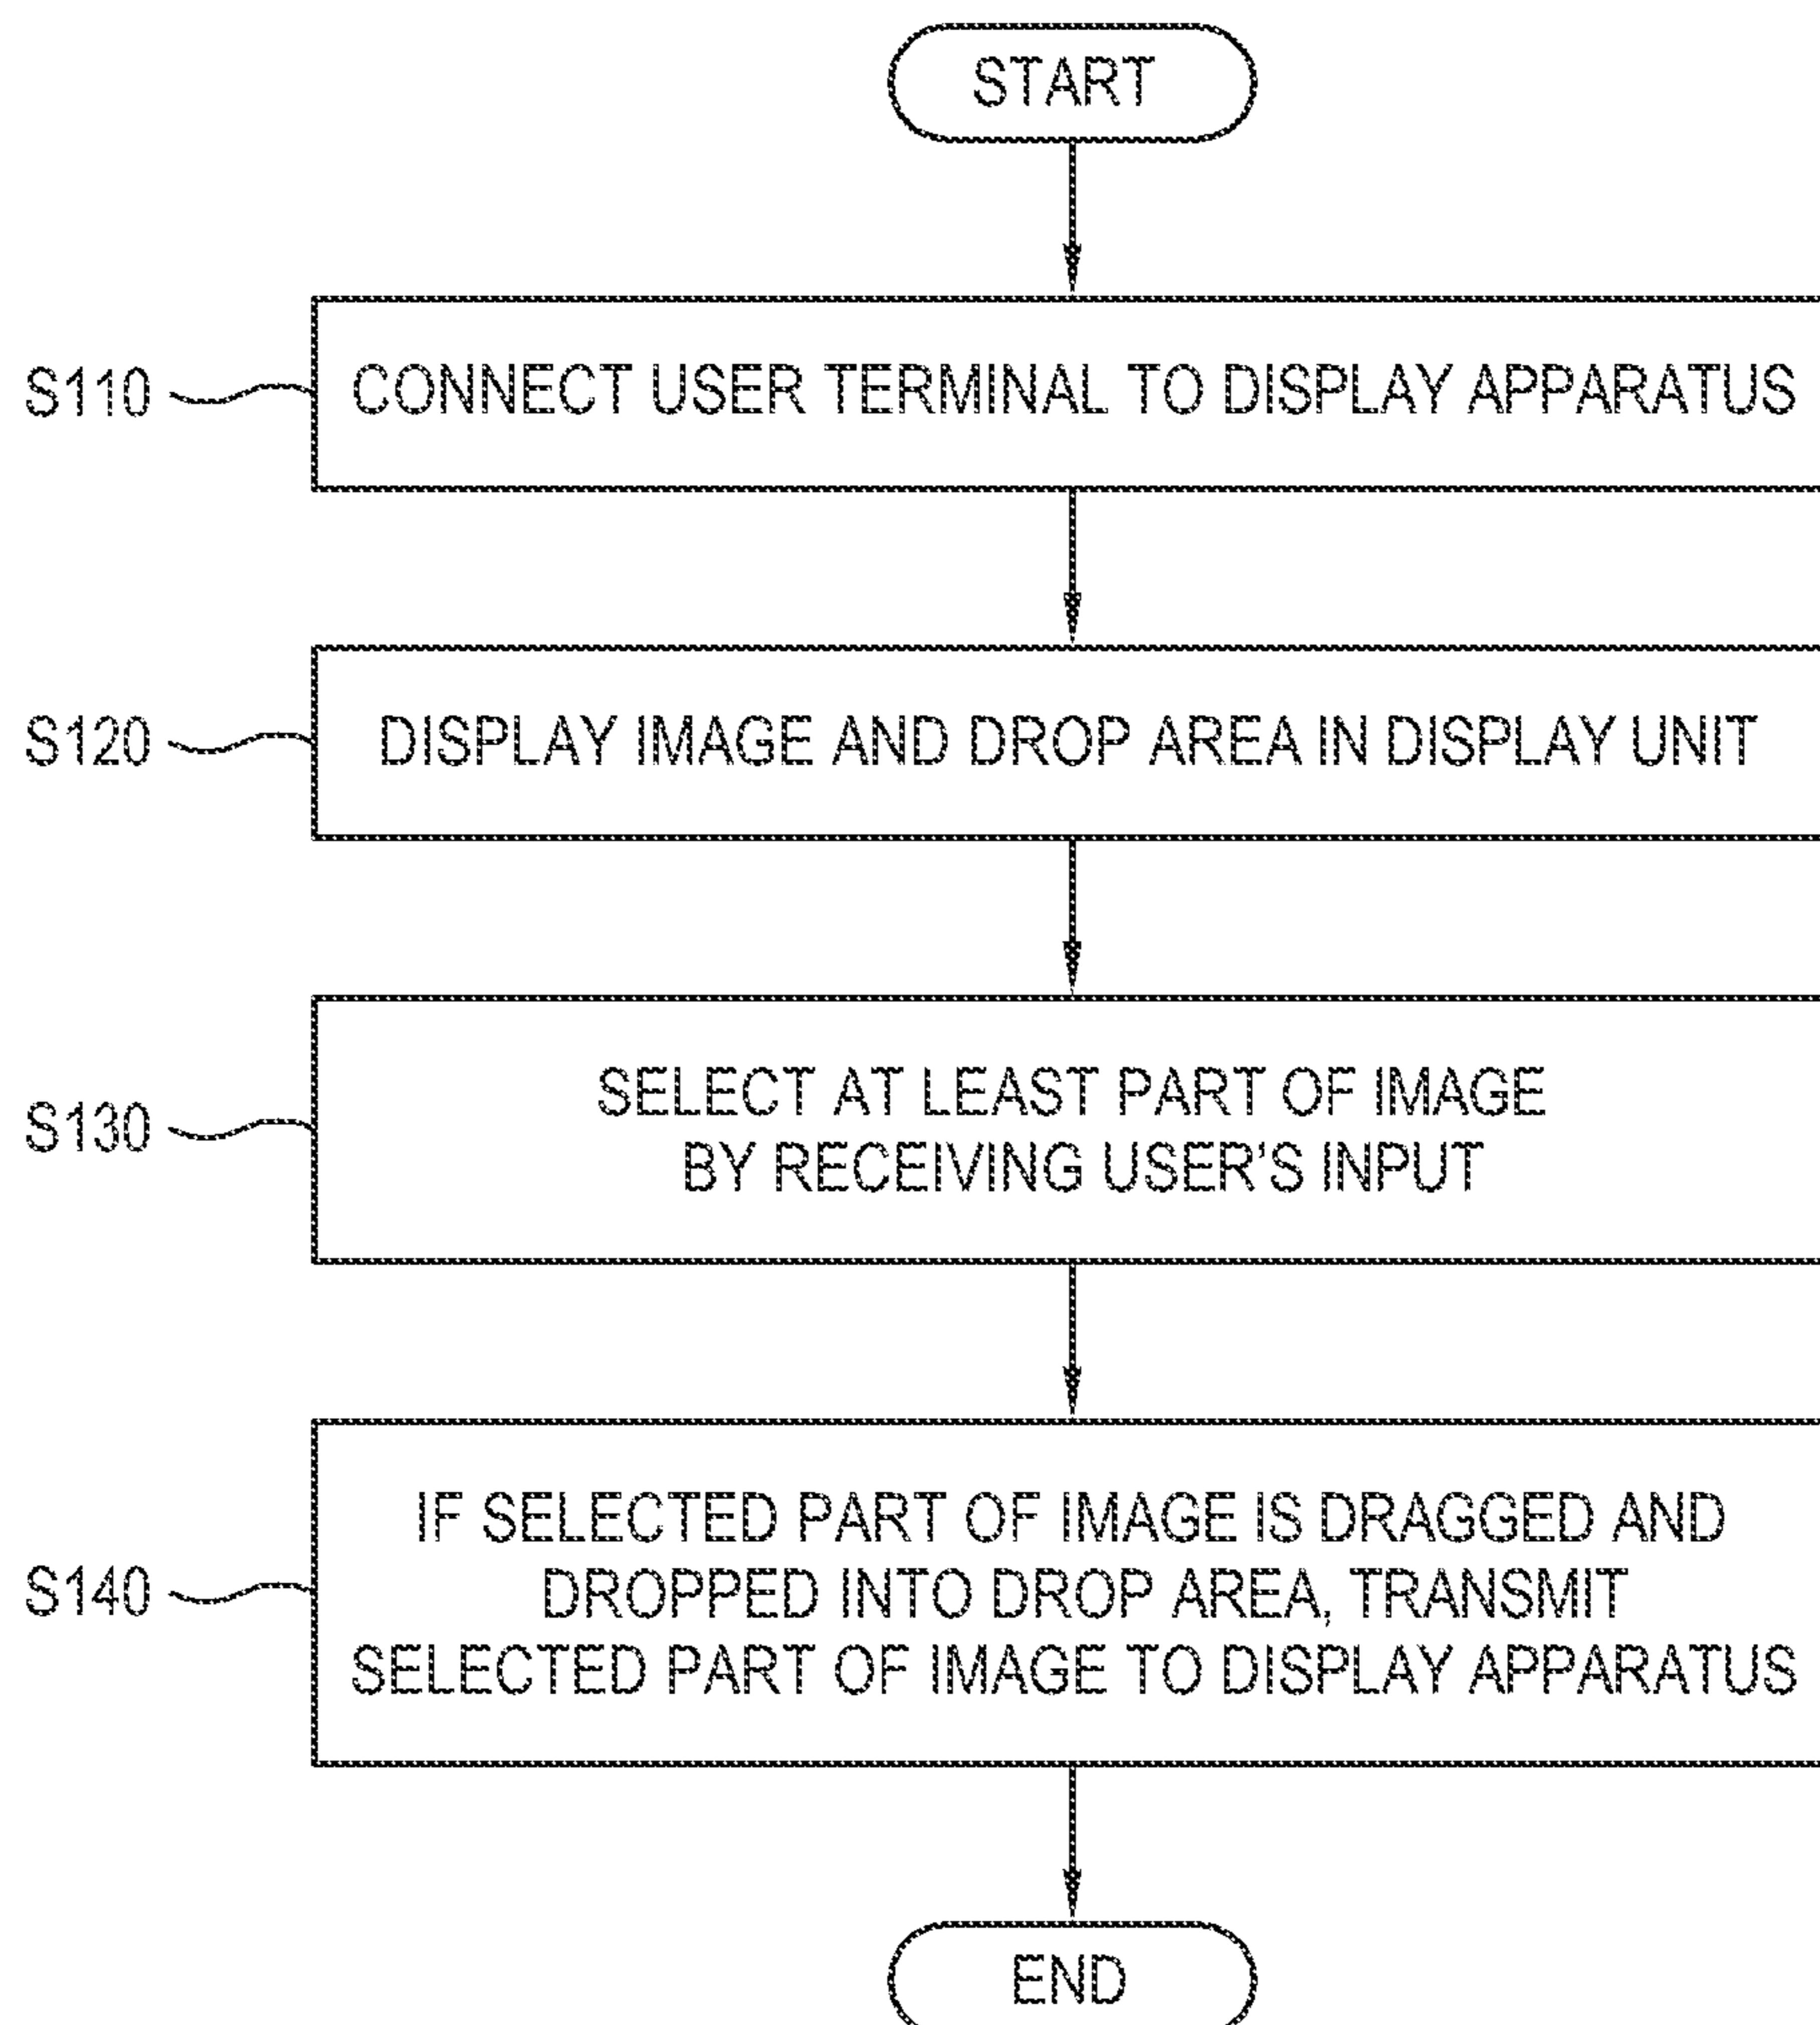 START
S110
CONNECT USER TERMINAL TO DISPLAY APPARATUS
S120
DISPLAY IMAGE AND DROP AREA IN DISPLAY UNIT
S130
SELECT AT LEAST PART OF IMAGE
BY RECEIVING USER'S INPUT
S140
IF SELECTED PART OF IMAGE IS DRAGGED AND
DROPPED INTO DROP AREA, TRANSMIT
SELECTED PART OF IMAGE TO DISPLAY APPARATUS
END